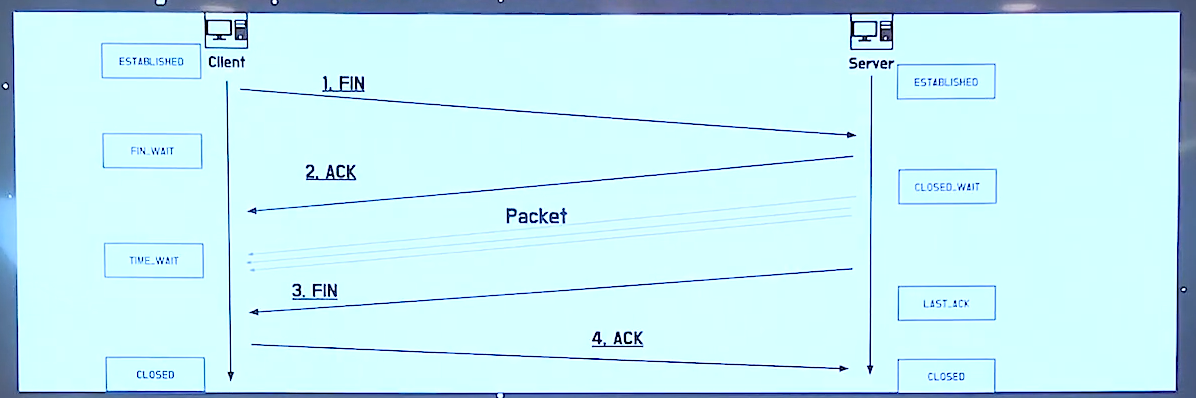 Client
Server
ESTABLISHED
ESTABLISHED
1. FIN
FIN_WAIT
2. ACK
CLOSED_WAIT
Packet
TIME_WAIT
3. FIN
LAST_ACK
4. ACK
CLOSED
CLOSED